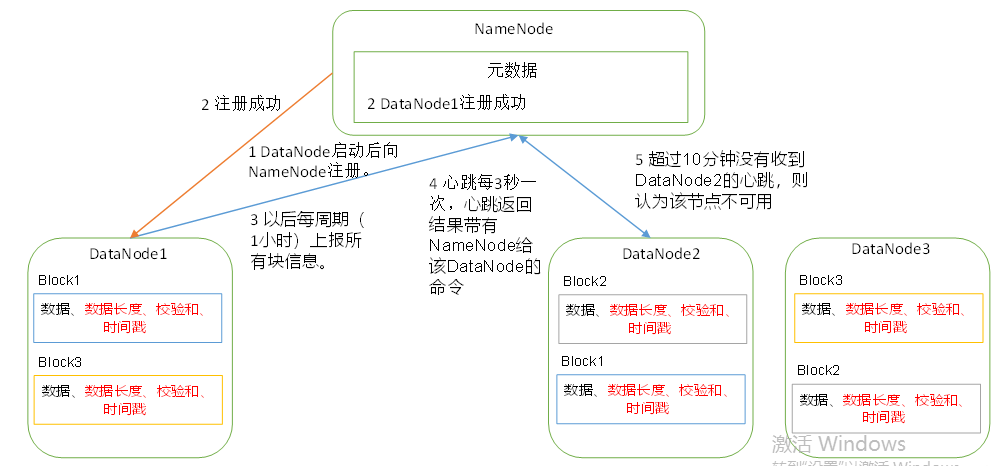 NameNode
元数据
2 DataNode1注册成功
2 注册成功
1 DataNode启动后向
NameNode注册。
3 以后每周期（
1小时）上报所
有块信息。
4 心跳每3秒一
次，心跳返回
结果带有
NameNode给
该DataNode的
命令
5 超过10分钟没有收到
DataNode2的心跳，则
认为该节点不可用
DataNode1
Block1
数据、数据长度、校验和、
时间戳
Block3
数据、数据长度、校验和、
时间戳
DataNode2
Block2
数据、数据长度、校验和、
时间戳
Block1
数据、数据长度、校验和、
时间戳
DataNode3
Block3
数据、数据长度、校验和、
时间戳
Block2
数据、数据长度、校验和、
时间戳
激活 Windows
转到"设置"以激活 Windows